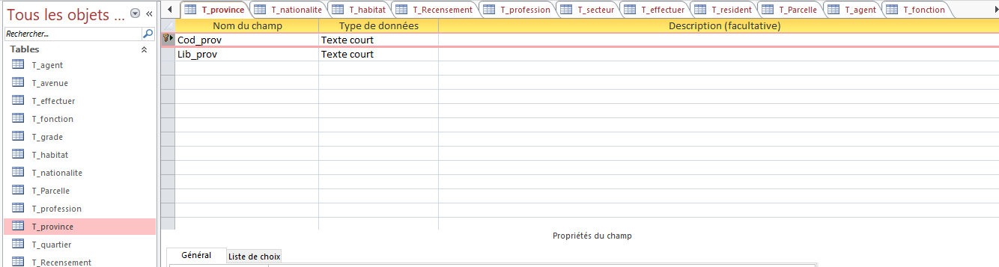 Tous les objets ...
Rechercher...
Tables
T_agent
T_avenue
T_effectuer
T_fonction
T_grade
T_habitat
T_nationalite
T_Parcelle
T_profession
T_province
T_quartier
T_Recensement
T_province T_nationalite T_habitat T_Recensement T_profession T_secteur T_effectuer T_resident T_Parcelle T_agent T_fonction
Nom du champ Type de données Description (facultative)
Cod_prov Texte court
Lib_prov Texte court
Propriétés du champ
Général Liste de choix